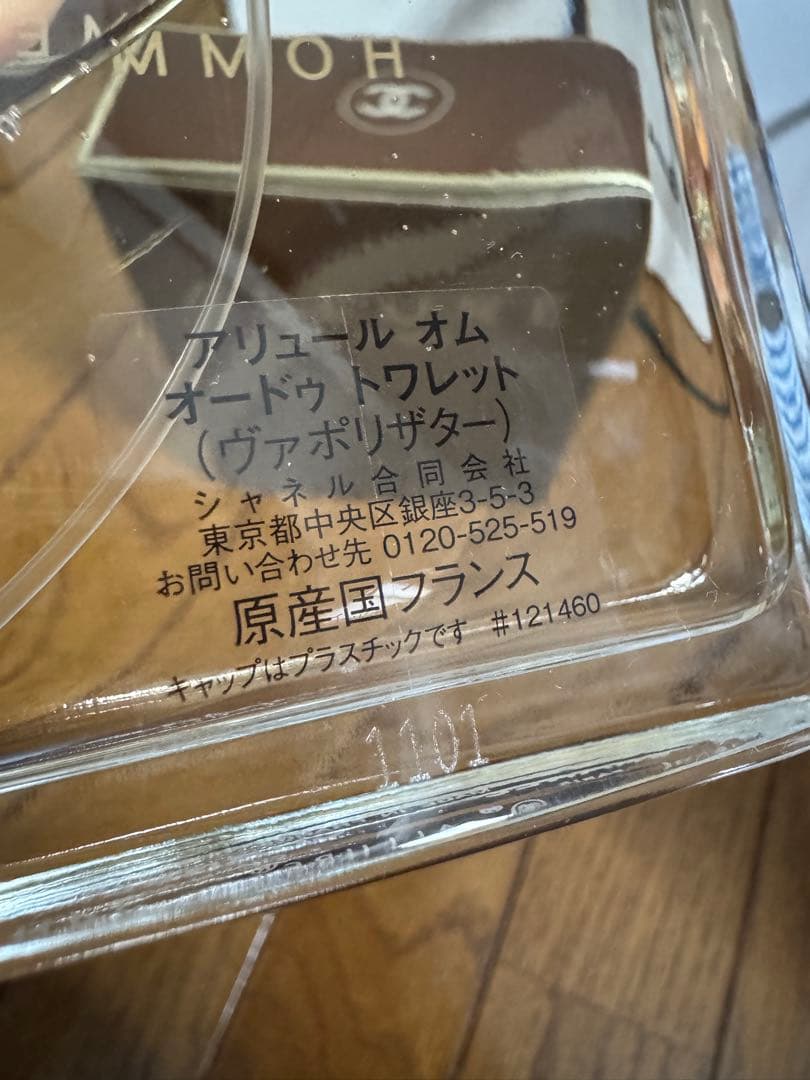 HOMME
アリュール オム
オードゥ トワレット
(ヴァポリザター)
シャネル合同会社
東京都中央区銀座3-5-3
お問い合わせ先 0120-525-519
原産国フランス
キャップはプラスチックです #121460
1101